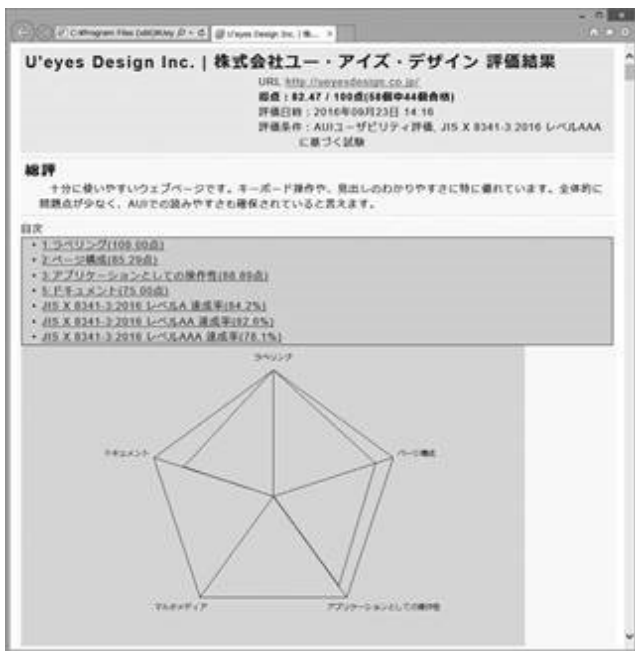 U'eyes Design Inc. | 株式会社ユー・アイズ・デザイン 評価結果
URL http://ueyesdesign.co.jp/
総点：82.47 / 100点(58個中44個合格)
評価日時：2016年09月23日 14:16
評価条件：AUIユーザビリティ評価, JIS X 8341-3:2016 レベルAAA
に基づく試験
総評
十分に使いやすいウェブページです。キーボード操作や、見出しのわかりやすさに特に優れています。全体的に
問題点が少なく、AUIでの読みやすさも確保されていると言えます。
目次
• 1:ラベリング(100.00点)
• 2:ページ構成(85.29点)
• 3:アプリケーションとしての操作性(88.89点)
• 5:ドキュメント(75.00点)
• JIS X 8341-3:2016 レベルA 達成率(84.2%)
• JIS X 8341-3:2016 レベルAA 達成率(82.6%)
• JIS X 8341-3:2016 レベルAAA 達成率(78.1%)
ラベリング
ドキュメント
ページ構成
マルチメディア
アプリケーションとしての操作性